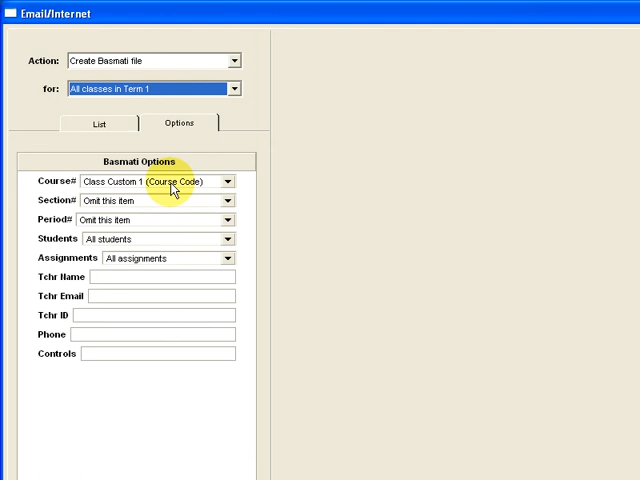 Email/Internet
Action: Create Basmati file
for: All classes in Term 1
List Options
Basmati Options
Course# Class Custom 1 (Course Code)
Section# Omit this item
Period# Omit this item
Students All students
Assignments All assignments
Tchr Name
Tchr Email
Tchr ID
Phone
Controls